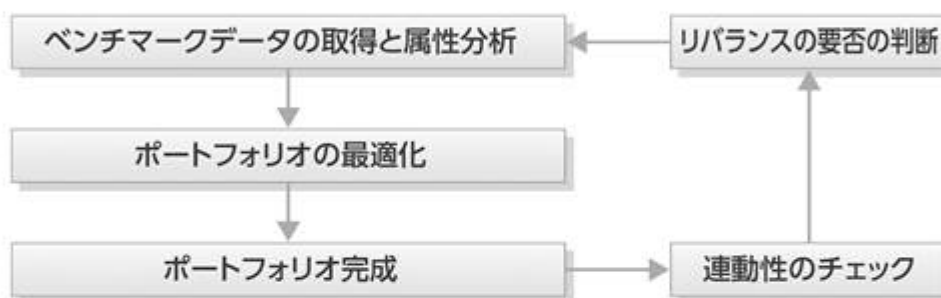 ベンチマークデータの取得と属性分析
リバランスの要否の判断
ポートフォリオの最適化
ポートフォリオ完成
連動性のチェック